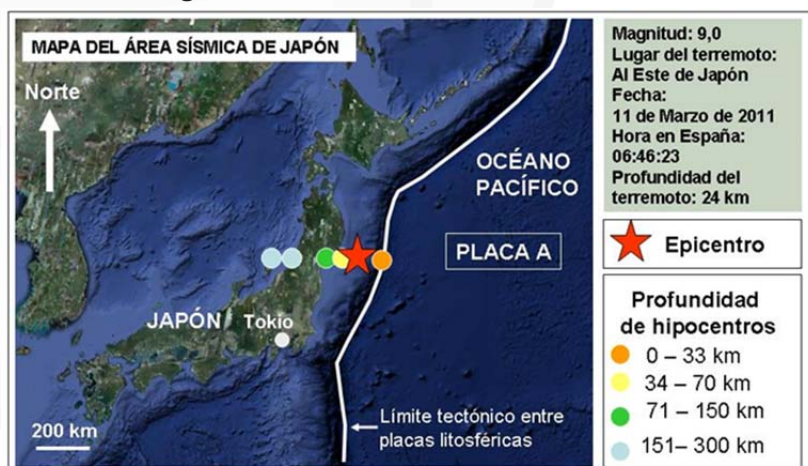 MAPA DEL ÁREA SÍSMICA DE JAPÓN
Norte
OCÉANO
PACÍFICO
PLACA A
JAPÓN
Tokio
200 km
Límite tectónico entre
placas litosféricas
Magnitud: 9,0
Lugar del terremoto:
Al Este de Japón
Fecha:
11 de Marzo de 2011
Hora en España:
06:46:23
Profundidad del
terremoto: 24 km
Epicentro
Profundidad
de hipocentros
0 – 33 km
34 – 70 km
71 – 150 km
151– 300 km